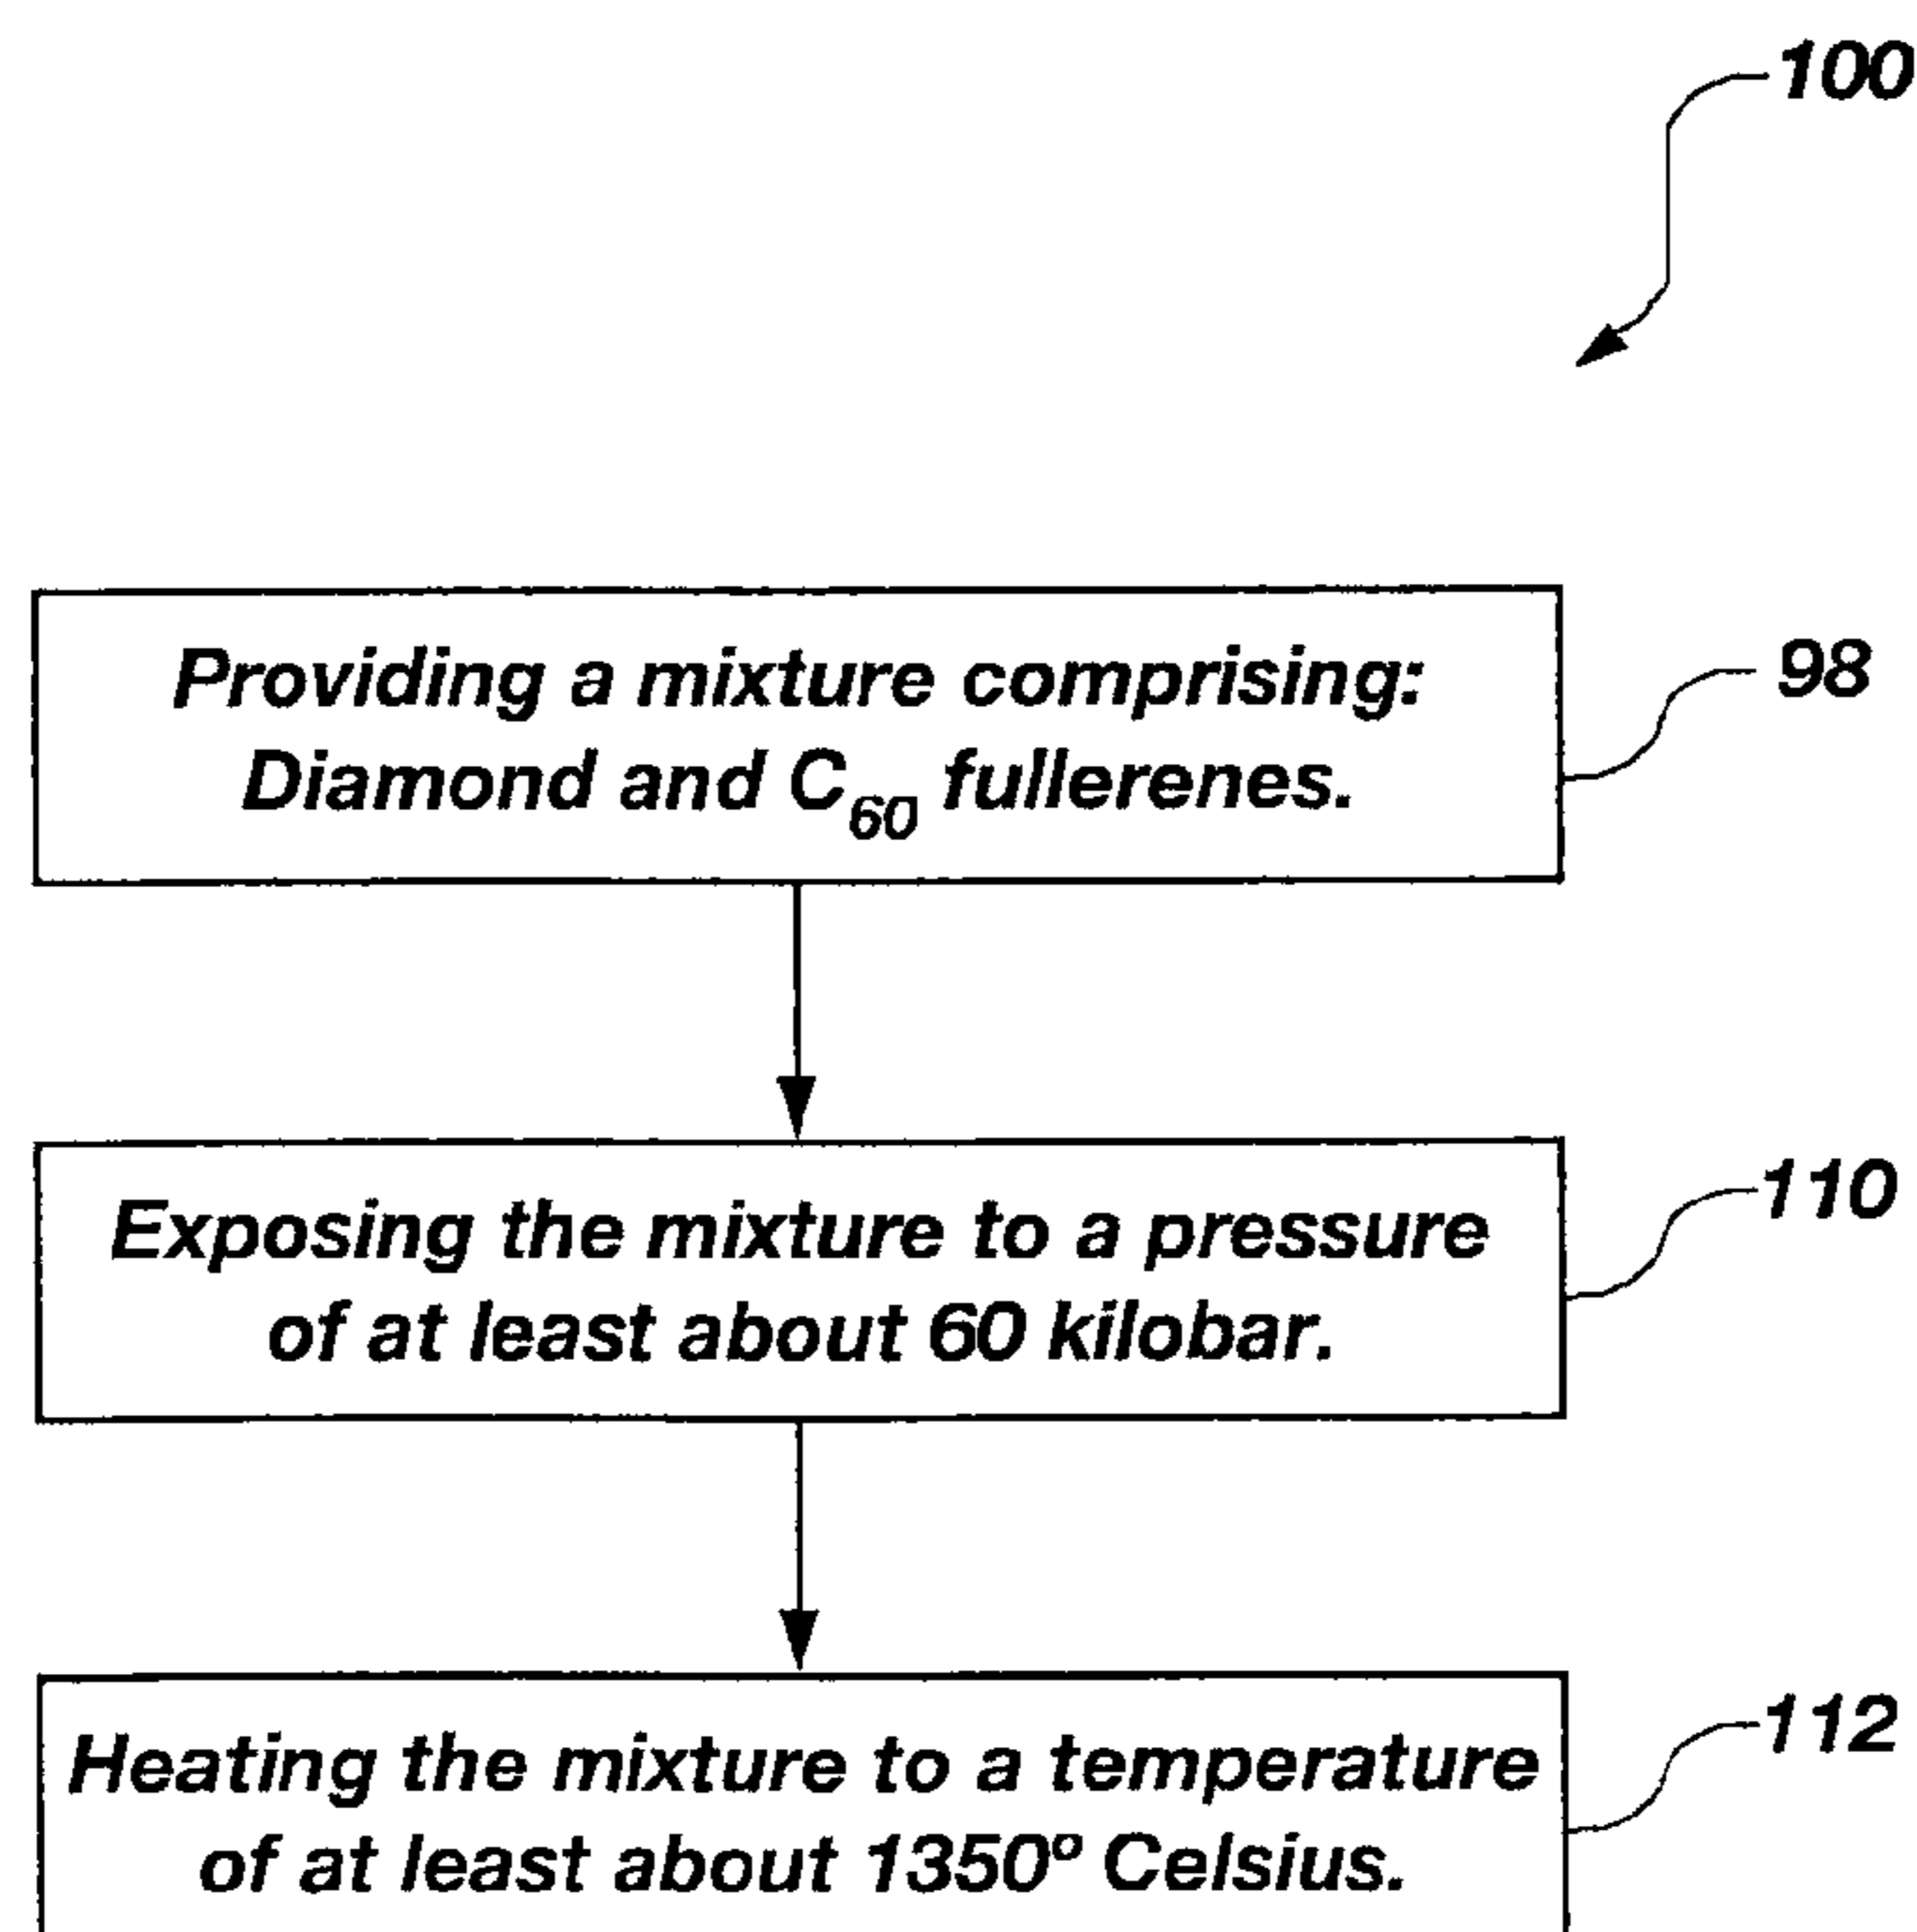 100
Providing a mixture comprising:
Diamond and C60 fullerenes.
98
Exposing the mixture to a pressure
of at least about 60 kilobar.
110
Heating the mixture to a temperature
of at least about 1350º Celsius.
112